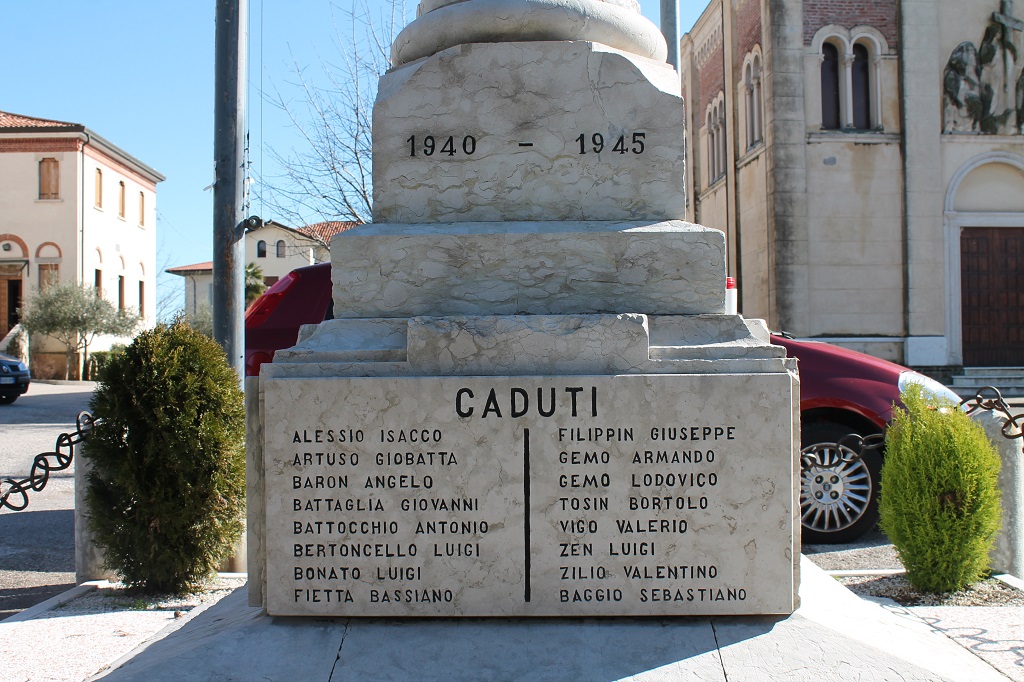 1940 - 1945
CADUTI
ALESSIO ISACCO
ARTUSO GIOBATTA
BARON ANGELO
BATTAGLIA GIOVANNI
BATTOCCHIO ANTONIO
BERTONCELLO LUIGI
BONATO LUIGI
FIETTA BASSIANO
FILIPPIN GIUSEPPE
GEMO ARMANDO
GEMO LODOVICO
TOSIN BORTOLO
VIGO VALERIO
ZEN LUIGI
ZILIO VALENTINO
BAGGIO SEBASTIANO